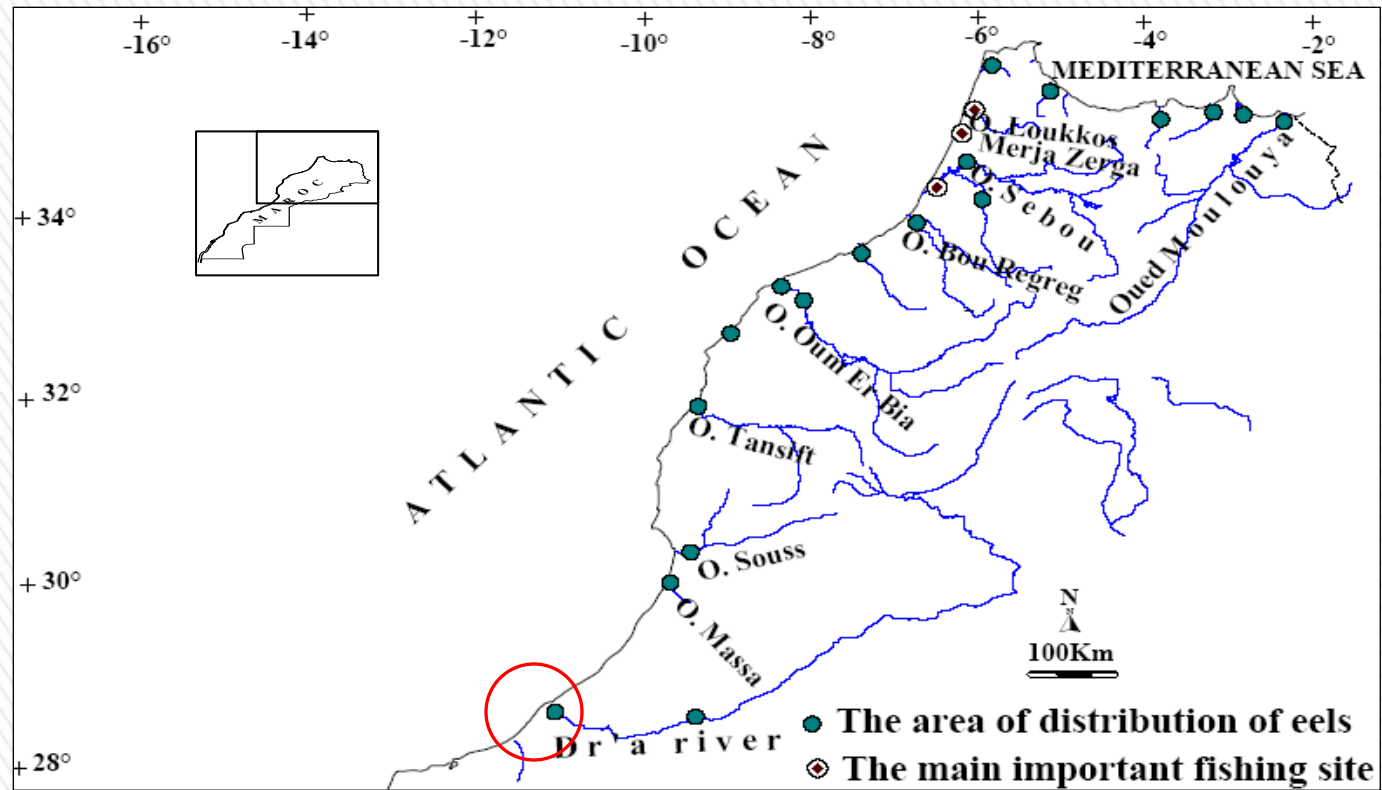 -16° -14° -12° -10° -8° -6° -4° -2°
MEDITERRANEAN SEA
O. Loukkos
Merja Zerga
O. Sebou
34°
MAROC
ATLANTIC OCEAN
O. Bou Regreg
Oued Moulouya
O. Oum Er Bia
32°
O. Tansift
O. Souss
30°
O. Massa
N
100Km
The area of distribution of eels
Dr'a river
28°
The main important fishing site